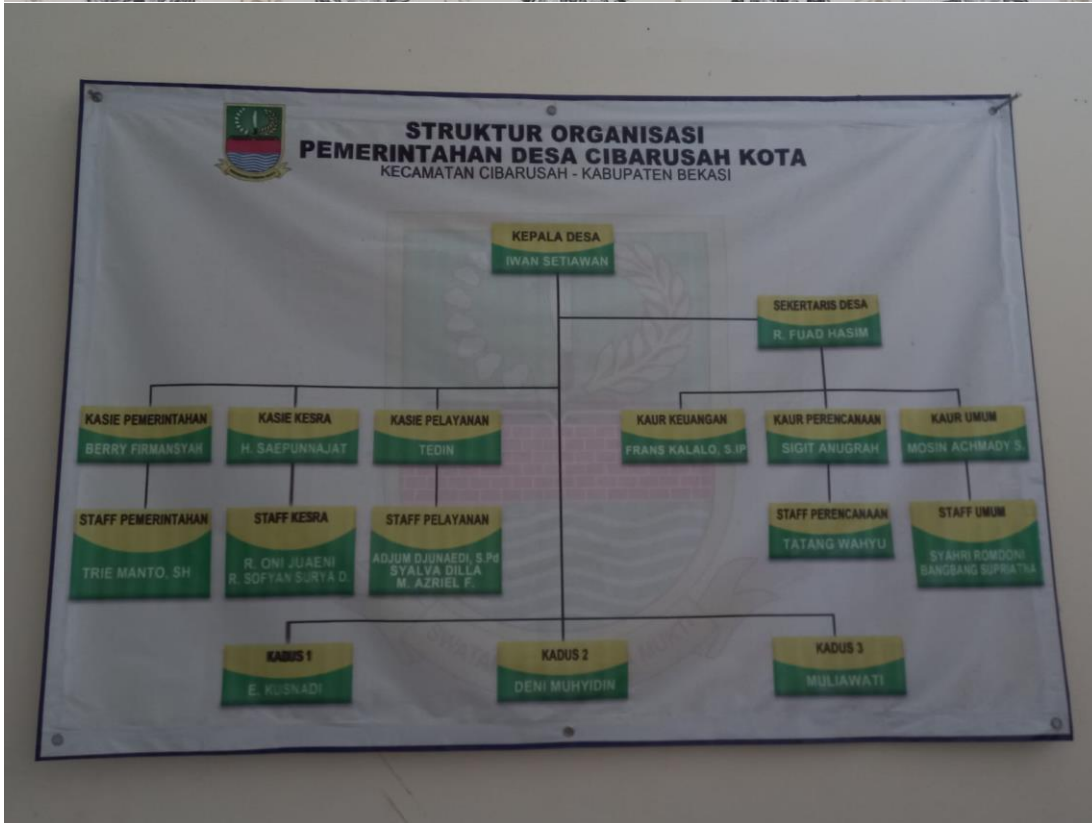 STRUKTUR ORGANISASI
PEMERINTAHAN DESA CIBARUSAH KOTA
KECAMATAN CIBARUSAH - KABUPATEN BEKASI
KEPALA DESA
IWAN SETIAWAN
SEKERTARIS DESA
R. FUAD HASIM
KASIE PEMERINTAHAN
BERRY FIRMANSYAH
KASIE KESRA
H. SAEPUNNAJAT
KASIE PELAYANAN
TEDIN
KAUR KEUANGAN
FRANS KALALO, S.IP
KAUR PERENCANAAN
SIGIT ANUGRAH
KAUR UMUM
MOSIN ACHMADY S.
STAFF PEMERINTAHAN
TRIE MANTO, SH
STAFF KESRA
R. ONI JUAENI
R. SOFYAN SURYA D.
STAFF PELAYANAN
ADJUM DJUNAEDI, S.Pd
SYALVA DILLA
M. AZRIEL F.
STAFF PERENCANAAN
TATANG WAHYU
STAFF UMUM
SYAHRI ROMDONI
BANGBANG SUPRIATNA
KADUS 1
E. KUSNADI
KADUS 2
DENI MUHYIDIN
KADUS 3
MULIAWATI